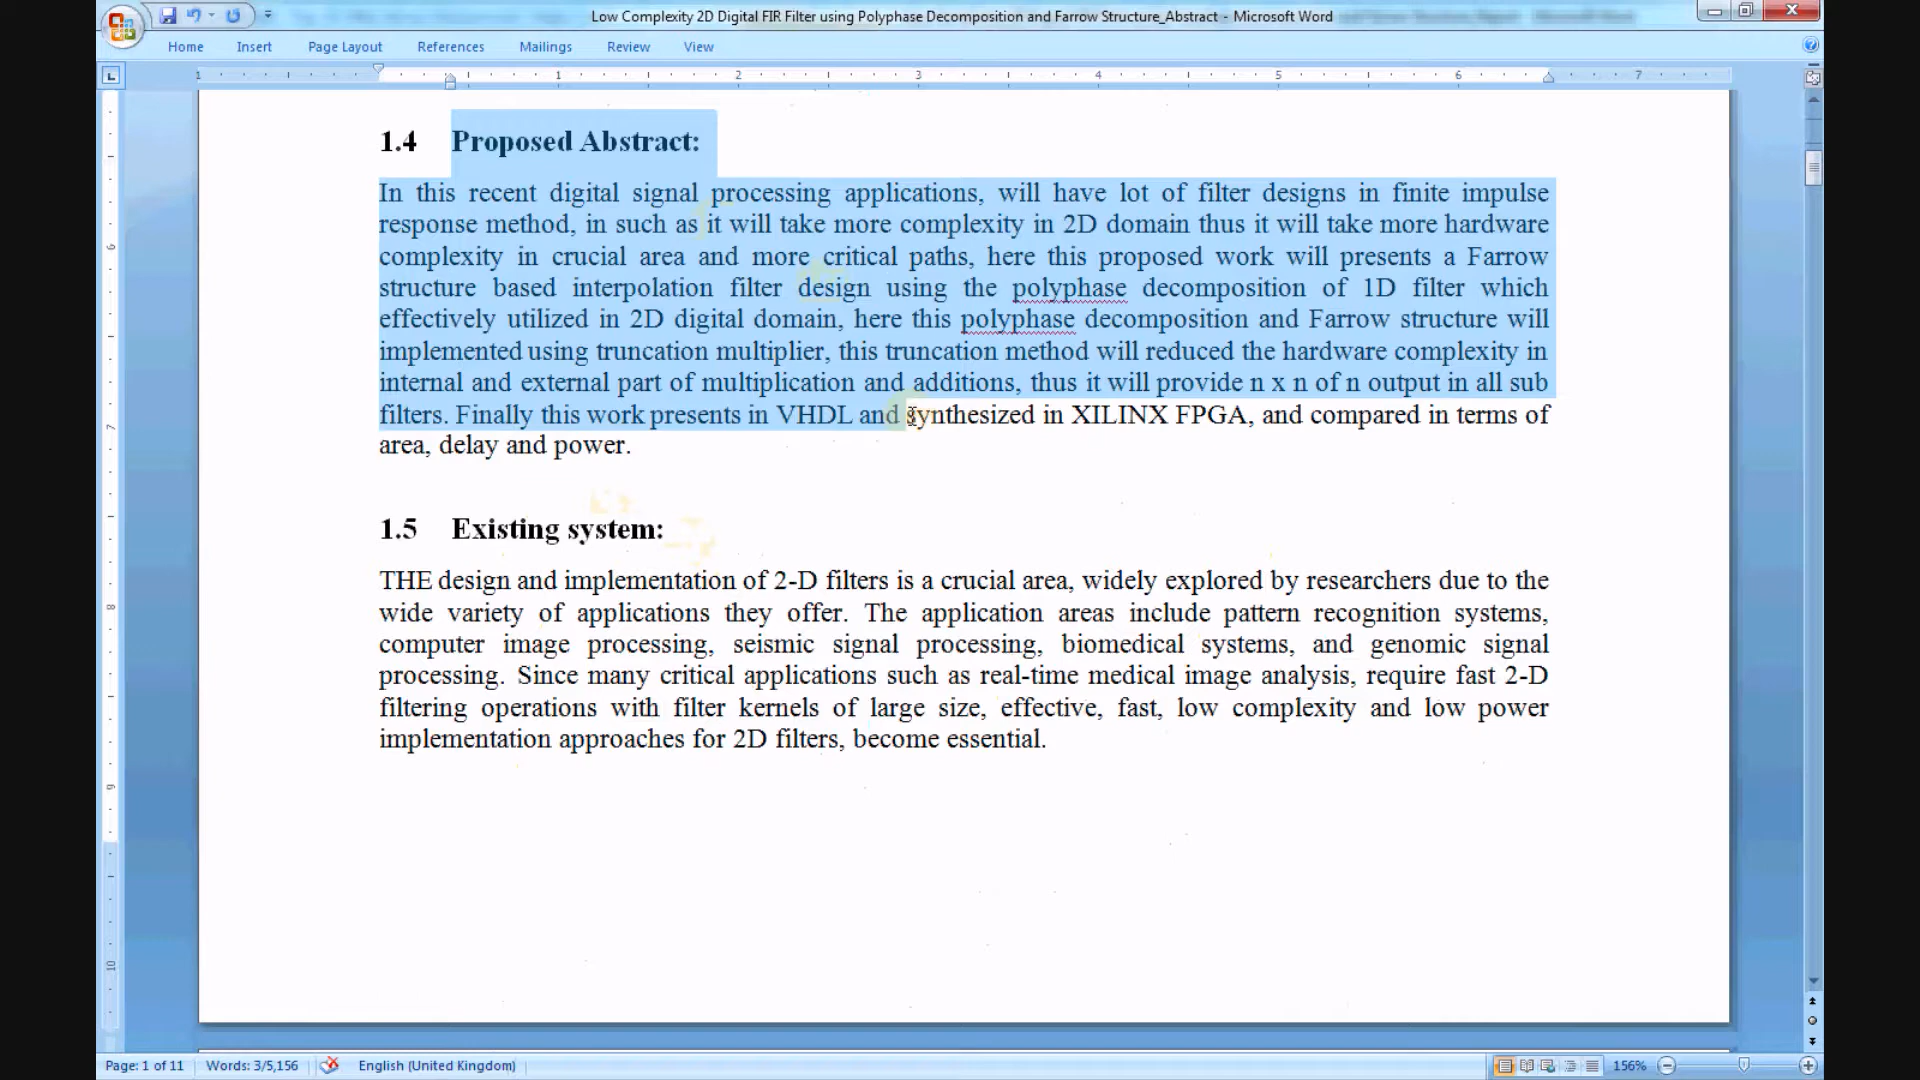 Low Complexity 2D Digital FIR Filter using Polyphase Decomposition and Farrow Structure_Abstract - Microsoft Word
Home Insert Page Layout References Mailings Review View
1 1 2 3 4 5 6 7
1.4 Proposed Abstract:
In this recent digital signal processing applications, will have lot of filter designs in finite impulse
response method, in such as it will take more complexity in 2D domain thus it will take more hardware
complexity in crucial area and more critical paths, here this proposed work will presents a Farrow
structure based interpolation filter design using the polyphase decomposition of 1D filter which
effectively utilized in 2D digital domain, here this polyphase decomposition and Farrow structure will
implemented using truncation multiplier, this truncation method will reduced the hardware complexity in
internal and external part of multiplication and additions, thus it will provide n x n of n output in all sub
filters. Finally this work presents in VHDL and synthesized in XILINX FPGA, and compared in terms of
area, delay and power.
1.5 Existing system:
THE design and implementation of 2-D filters is a crucial area, widely explored by researchers due to the
wide variety of applications they offer. The application areas include pattern recognition systems,
computer image processing, seismic signal processing, biomedical systems, and genomic signal
processing. Since many critical applications such as real-time medical image analysis, require fast 2-D
filtering operations with filter kernels of large size, effective, fast, low complexity and low power
implementation approaches for 2D filters, become essential.
6
7
8
9
10
Page: 1 of 11 Words: 3/5,156 English (United Kingdom) 156%